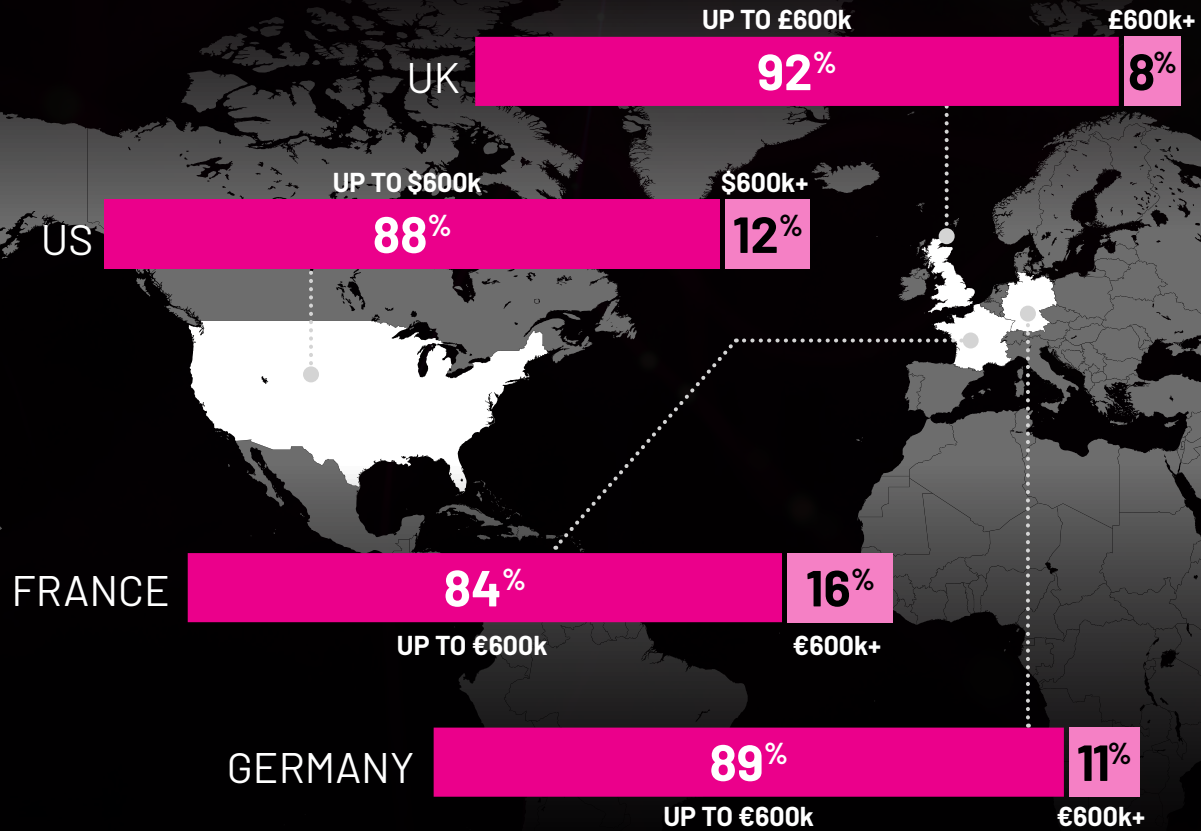 UP TO £600k £600k+
UK 92% 8%
UP TO $600k $600k+
US 88% 12%
FRANCE 84% 16%
UP TO €600k €600k+
GERMANY 89% 11%
UP TO €600k €600k+